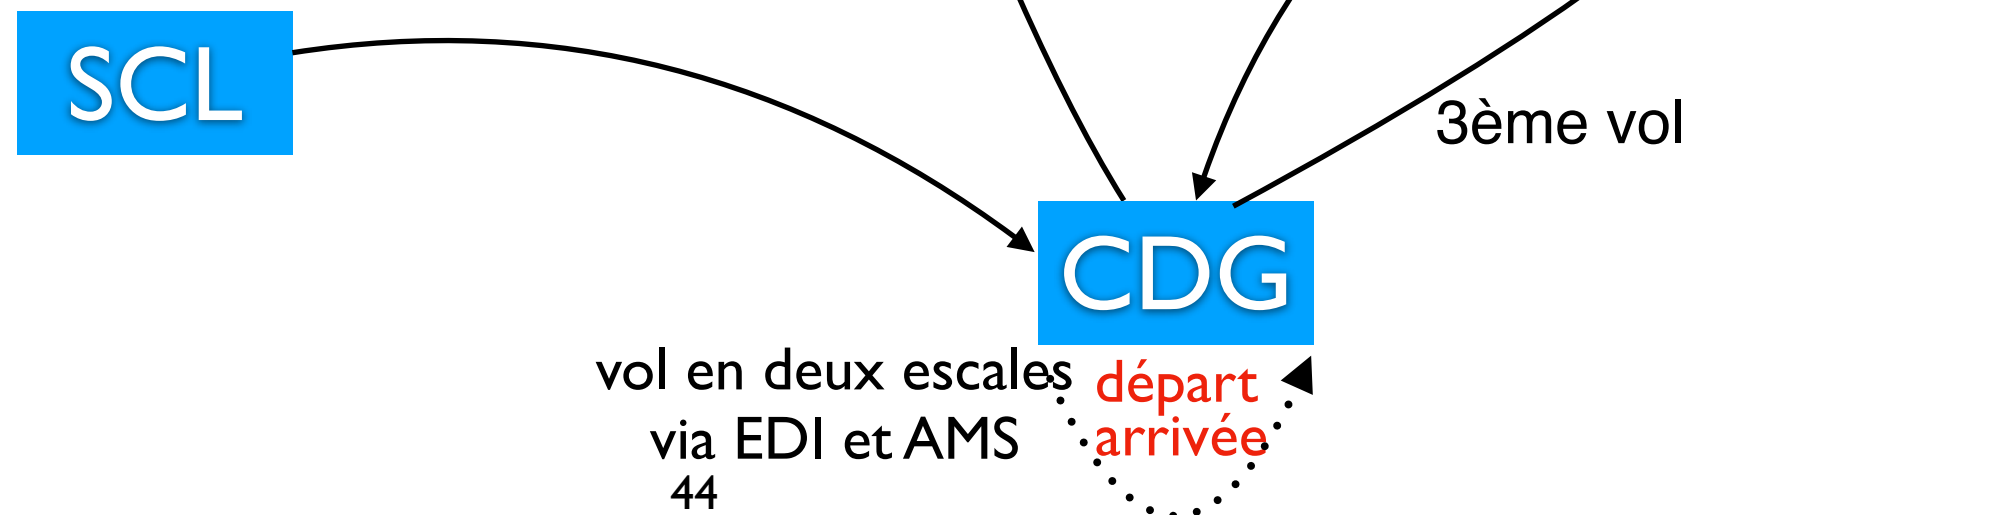 SCL
3ème vol
CDG
vol en deux escales
via EDI et AMS
départ
arrivée
44